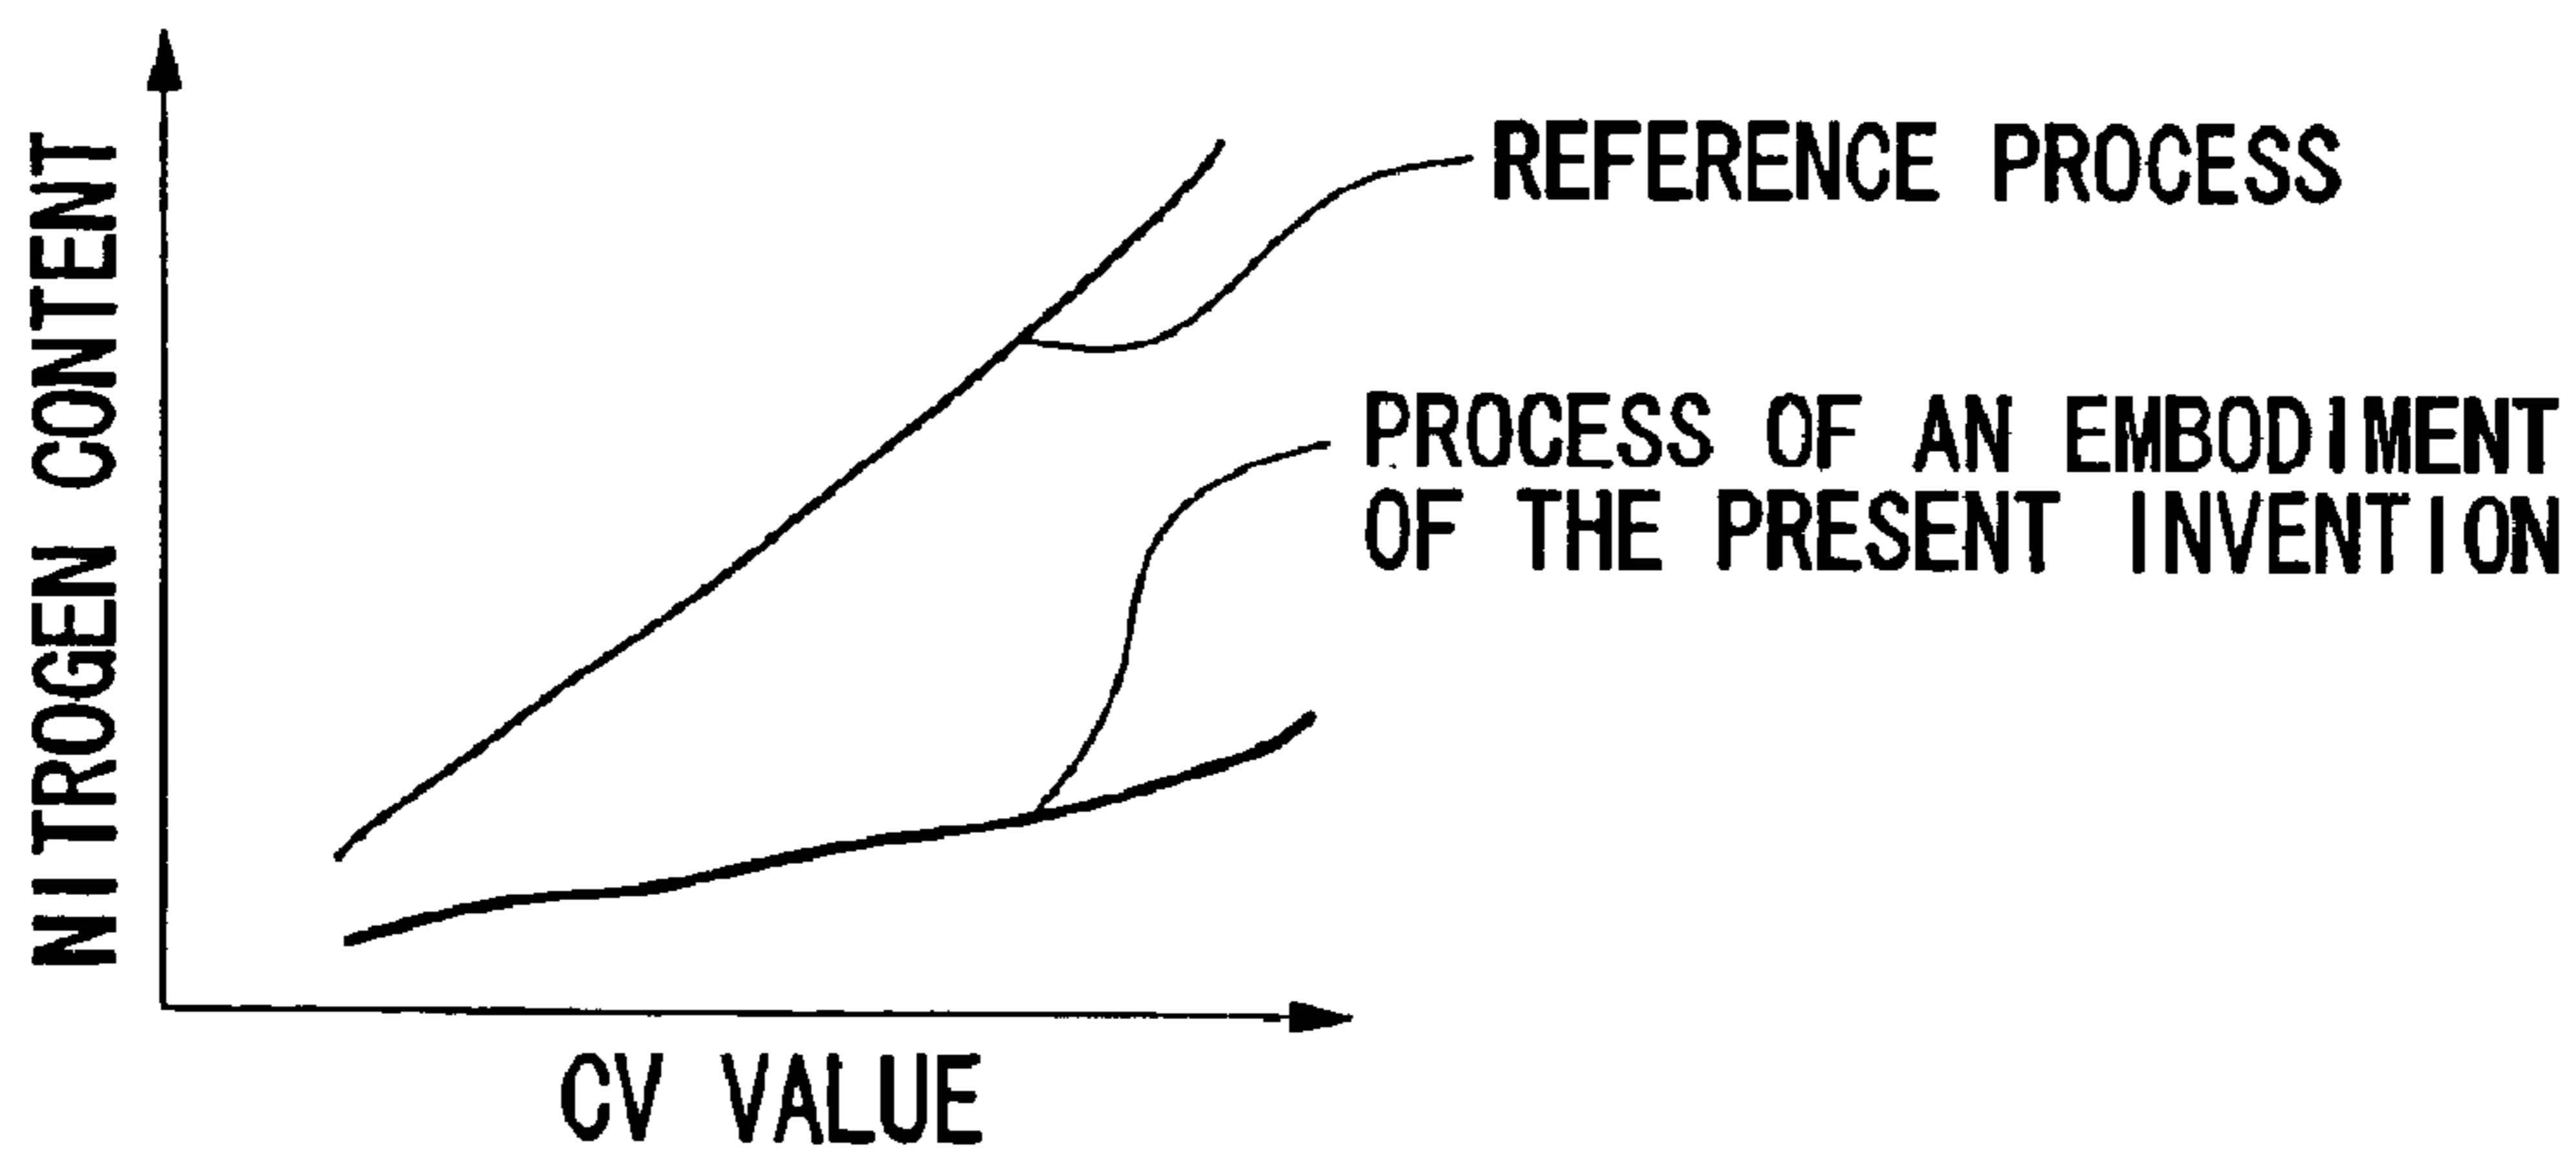 NITROGEN CONTENT
REFERENCE PROCESS
PROCESS OF AN EMBODIMENT
OF THE PRESENT INVENTION
CV VALUE